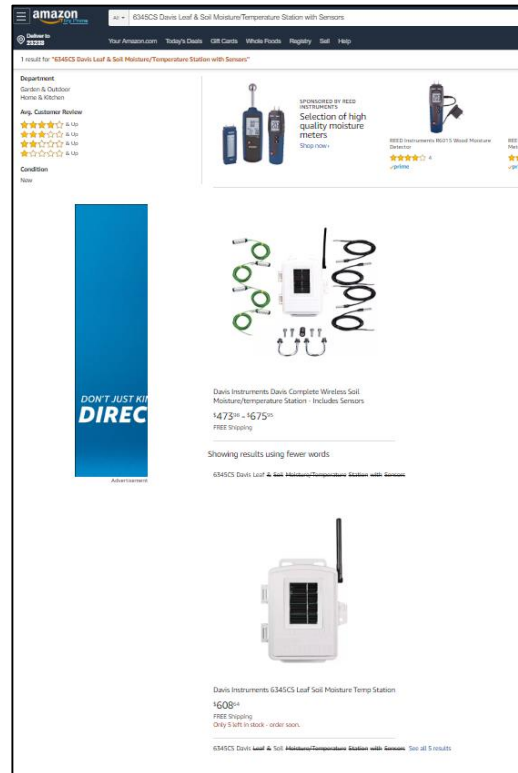 amazon
All
6345CS Davis Leaf & Soil Moisture/Temperature Station with Sensors
Deliver to
Your Amazon.com Today's Deals Gift Cards Whole Foods Registry Sell Help
1 result for "6345CS Davis Leaf & Soil Moisture/Temperature Station with Sensors"
Department
Garden & Outdoor
Home & Kitchen
Avg. Customer Review
& Up
& Up
& Up
& Up
Condition
New
SPONSORED BY REED
INSTRUMENTS
Selection of high
quality moisture
meters
Shop now ›
REED Instruments R6015 Wood Moisture
Detector
prime
DON'T JUST KI
DIREC
Advertisement
Davis Instruments Davis Complete Wireless Soil
Moisture/temperature Station - Includes Sensors
FREE Shipping
Showing results using fewer words
6345CS Davis Leaf & Soil Moisture/Temperature Station with Sensors
Davis Instruments 6345CS Leaf Soil Moisture Temp Station
$608
FREE Shipping
Only 5 left in stock - order soon.
6345CS Davis Leaf & Soil Moisture/Temperature Station with Sensors See all 5 results